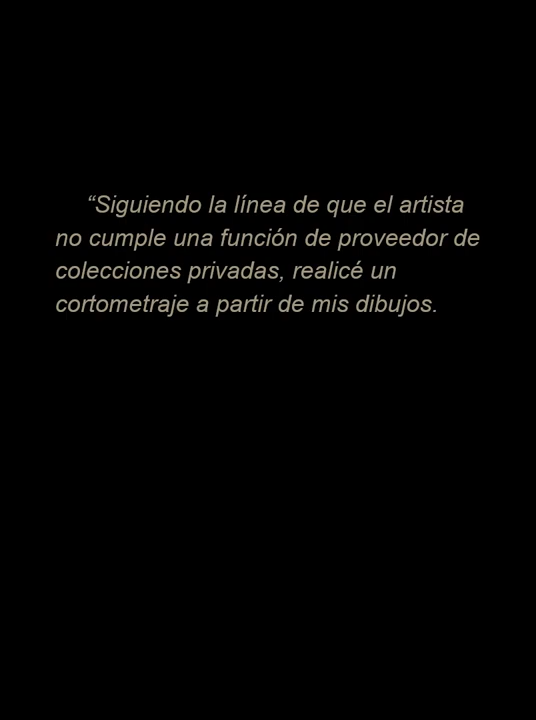 “Siguiendo la línea de que el artista
no cumple una función de proveedor de
colecciones privadas, realicé un
cortometraje a partir de mis dibujos.